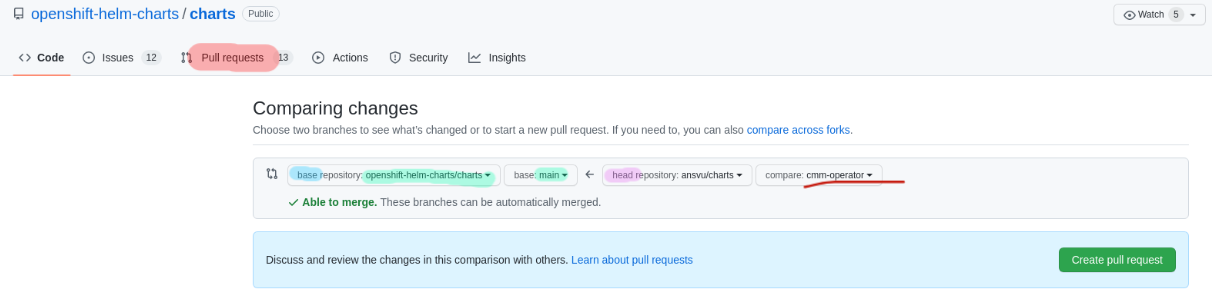 openshift-helm-charts / charts Public
Watch 5
Code Issues 12 Pull requests 13 Actions Security Insights
Comparing changes
Choose two branches to see what's changed or to start a new pull request. If you need to, you can also compare across forks.
base repository: openshift-helm-charts/charts base: main head repository: ansvu/charts compare: cmm-operator
Able to merge. These branches can be automatically merged.
Discuss and review the changes in this comparison with others. Learn about pull requests
Create pull request